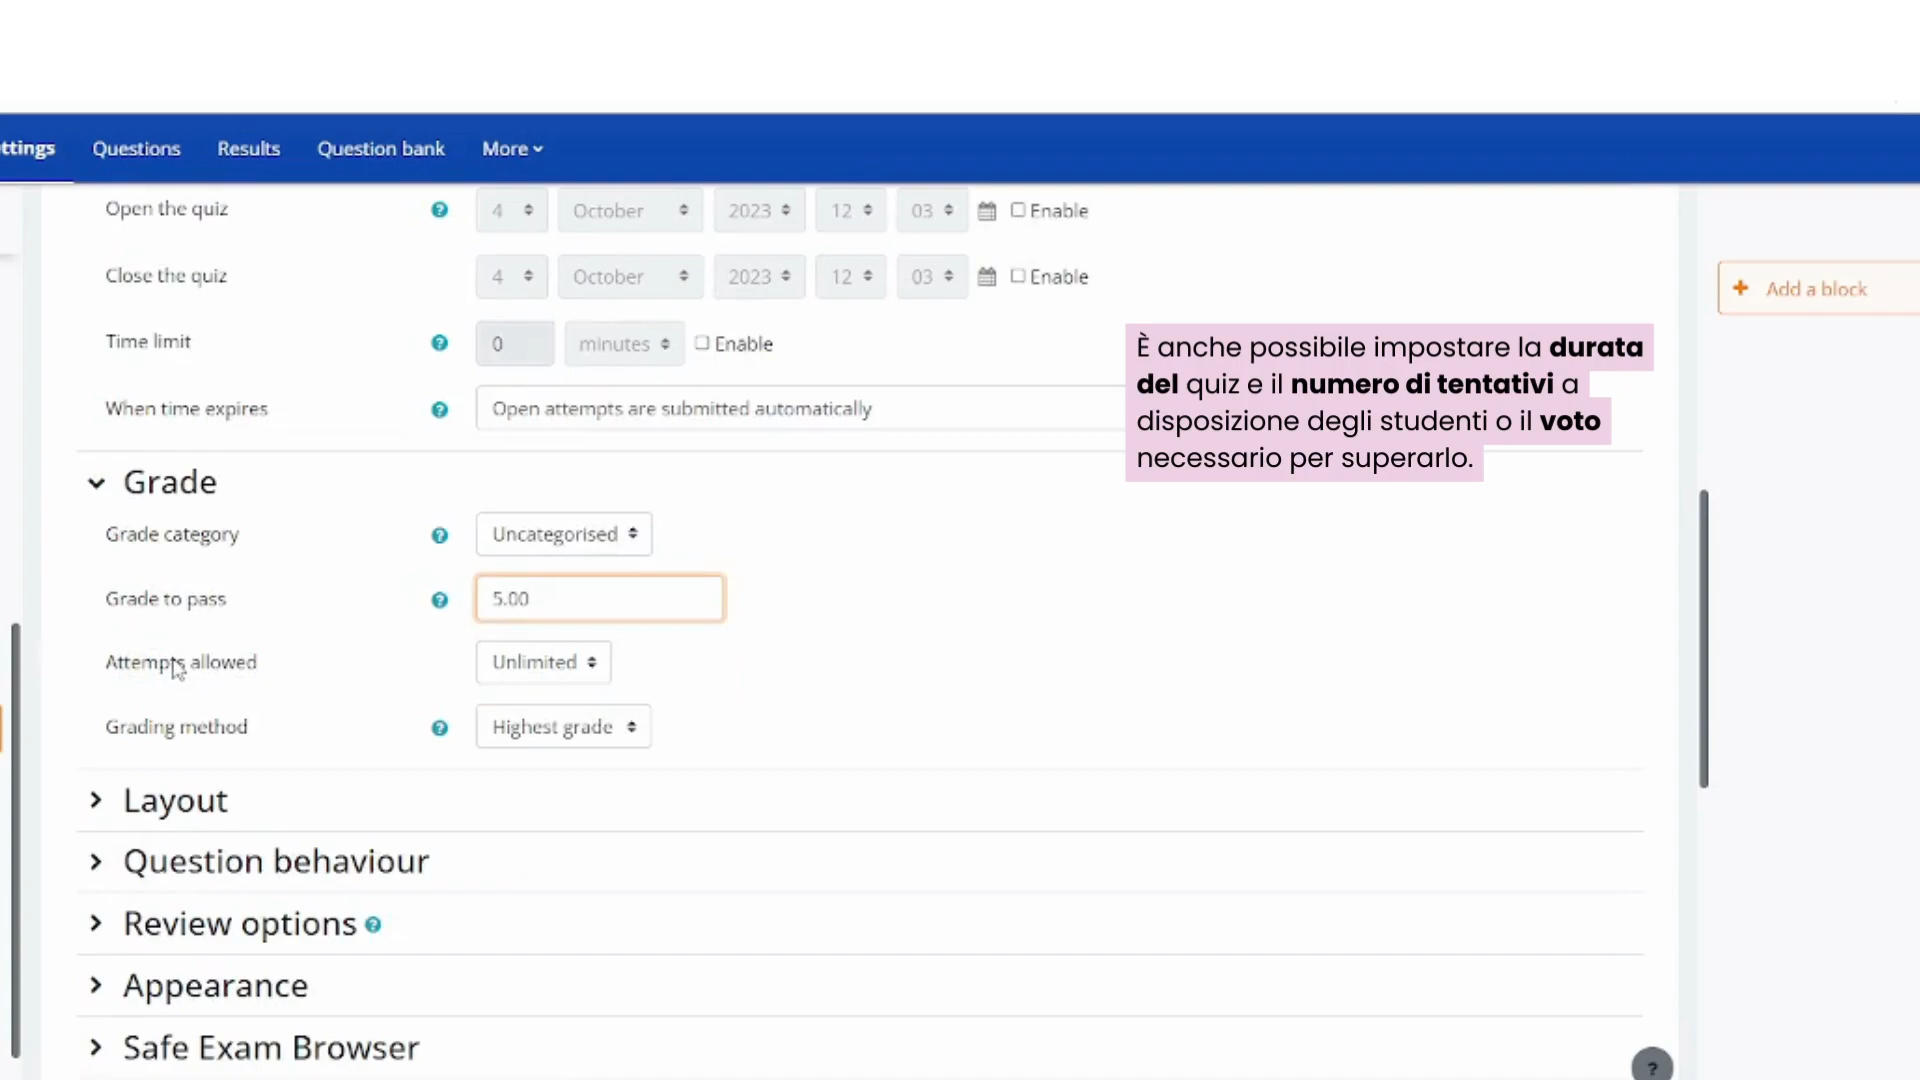 ttings Questions Results Question bank More
Open the quiz 4 October 2023 12 03 Enable
Close the quiz 4 October 2023 12 03 Enable
Add a block
Time limit 0 minutes Enable
When time expires Open attempts are submitted automatically
È anche possibile impostare la durata
del quiz e il numero di tentativi a
disposizione degli studenti o il voto
necessario per superarlo.
Grade
Grade category Uncategorised
Grade to pass 5.00
Attempts allowed Unlimited
Grading method Highest grade
Layout
Question behaviour
Review options
Appearance
Safe Exam Browser
?